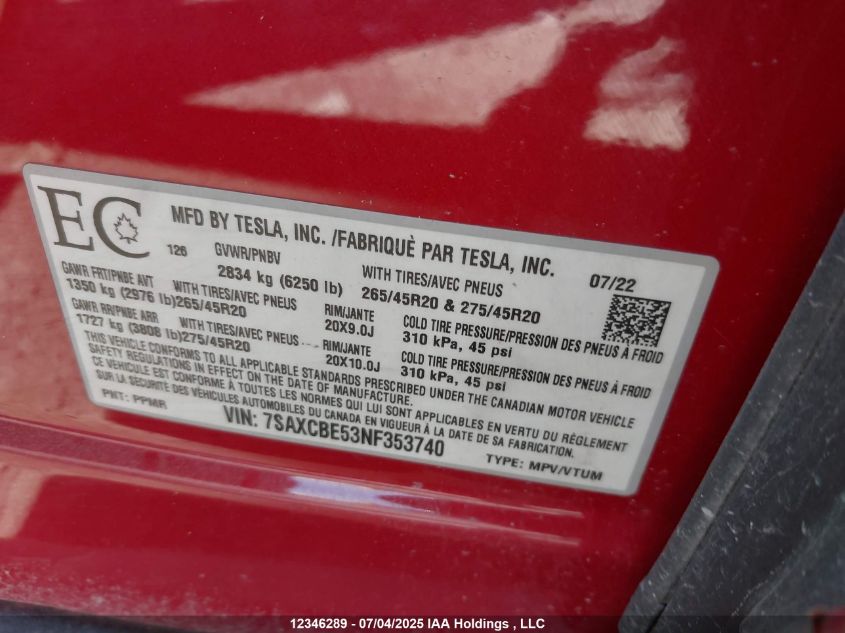 EC
MFD BY TESLA, INC. /FABRIQUÈ PAR TESLA, INC. 07/22
126 GVWR/PNBV
2834 kg (6250 lb) WITH TIRES/AVEC PNEUS
265/45R20 & 275/45R20
GAWR FRT/PNBE AVT
1350 kg (2976 lb) WITH TIRES/AVEC PNEUS
265/45R20 RIM/JANTE
20X9.0J COLD TIRE PRESSURE/PRESSION DES PNEUS À FROID
310 kPa, 45 psi
GAWR RR/PNBE ARR
1727 kg (3808 lb) WITH TIRES/AVEC PNEUS
275/45R20 RIM/JANTE
20X10.0J COLD TIRE PRESSURE/PRESSION DES PNEUS À FROID
310 kPa, 45 psi
THIS VEHICLE CONFORMS TO ALL APPLICABLE STANDARDS PRESCRIBED UNDER THE CANADIAN MOTOR VEHICLE
SAFETY REGULATIONS IN EFFECT ON THE DATE OF MANUFACTURE.
CE VÉHICULE EST CONFORME À TOUTES LES NORMES QUI LUI SONT APPLICABLES EN VERTU DU RÈGLEMENT
SUR LA SÉCURITÉ DES VÉHICULES AUTOMOBILES DU CANADA EN VIGUEUR À LA DATE DE SA FABRICATION.
PNT: PPMR VIN: 7SAXCBE53NF353740 TYPE: MPV/VTUM
12346289 - 07/04/2025 IAA Holdings , LLC